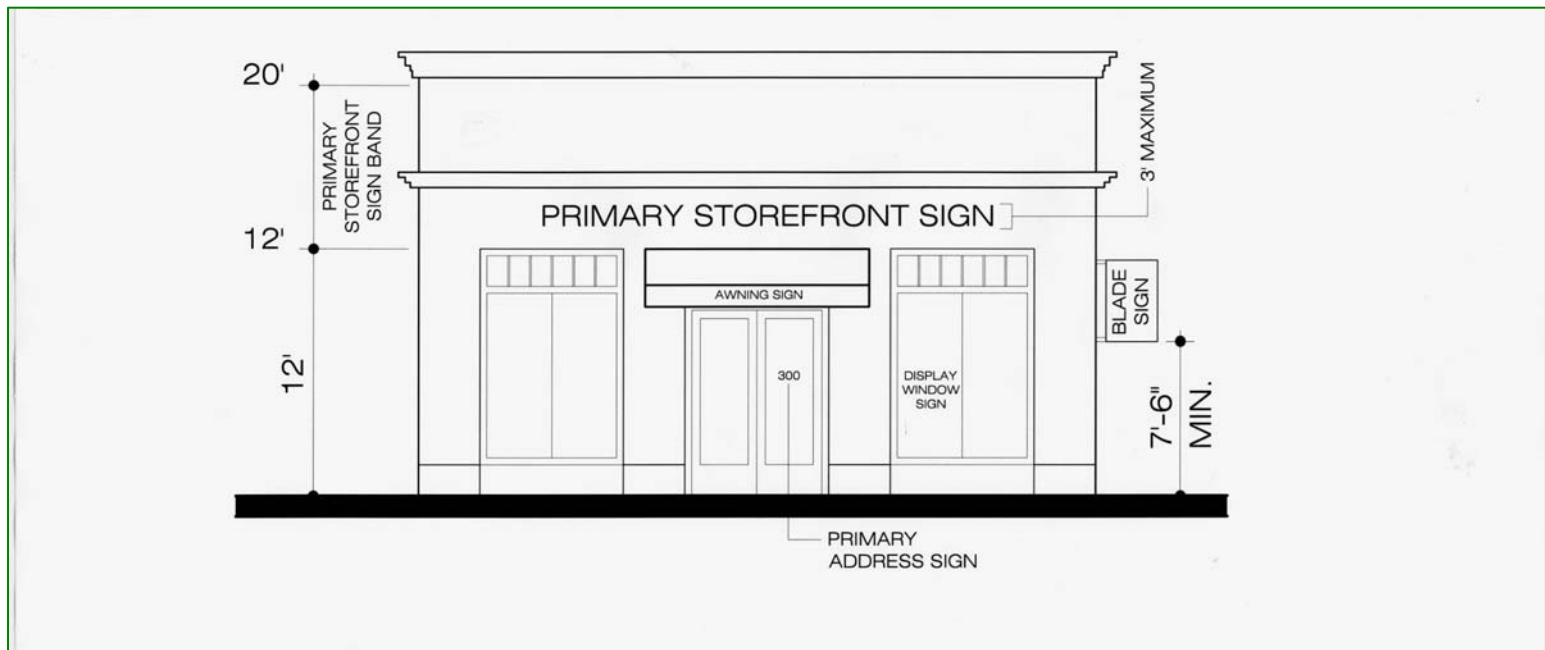 20'
PRIMARY
STOREFRONT
SIGN BAND
12'
12'
PRIMARY STOREFRONT SIGN
3' MAXIMUM
AWNING SIGN
300
DISPLAY
WINDOW
SIGN
BLADE
SIGN
7'-6"
MIN.
PRIMARY
ADDRESS SIGN